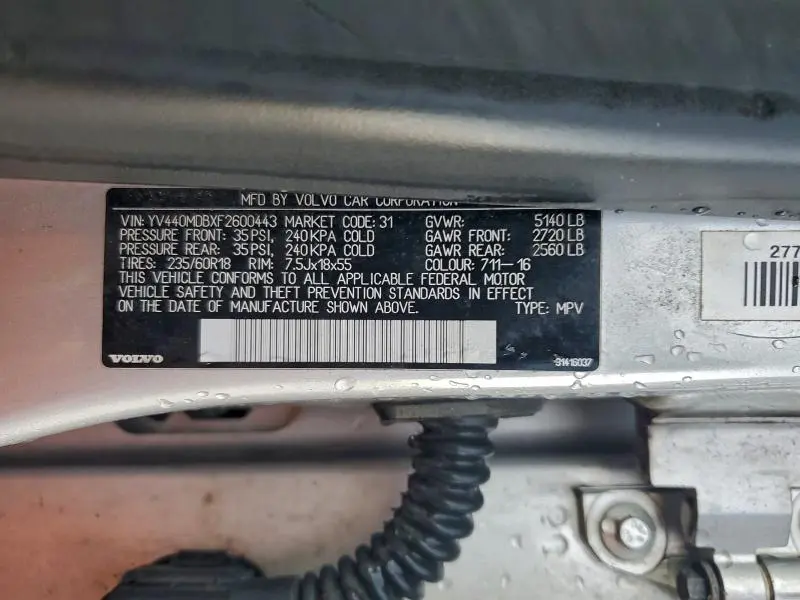 MFD BY VOLVO CAR CORPORATION
VIN: YV440MDBXF2600443 MARKET CODE: 31 GVWR: 5140 LB
PRESSURE FRONT: 35 PSI, 240 KPA COLD GAWR FRONT: 2720 LB
PRESSURE REAR: 35 PSI, 240 KPA COLD GAWR REAR: 2560 LB
TIRES: 235/60R18 RIM: 7.5Jx18x55 COLOUR: 711-16
THIS VEHICLE CONFORMS TO ALL APPLICABLE FEDERAL MOTOR
VEHICLE SAFETY AND THEFT PREVENTION STANDARDS IN EFFECT
ON THE DATE OF MANUFACTURE SHOWN ABOVE. TYPE: MPV
VOLVO 31416037
277